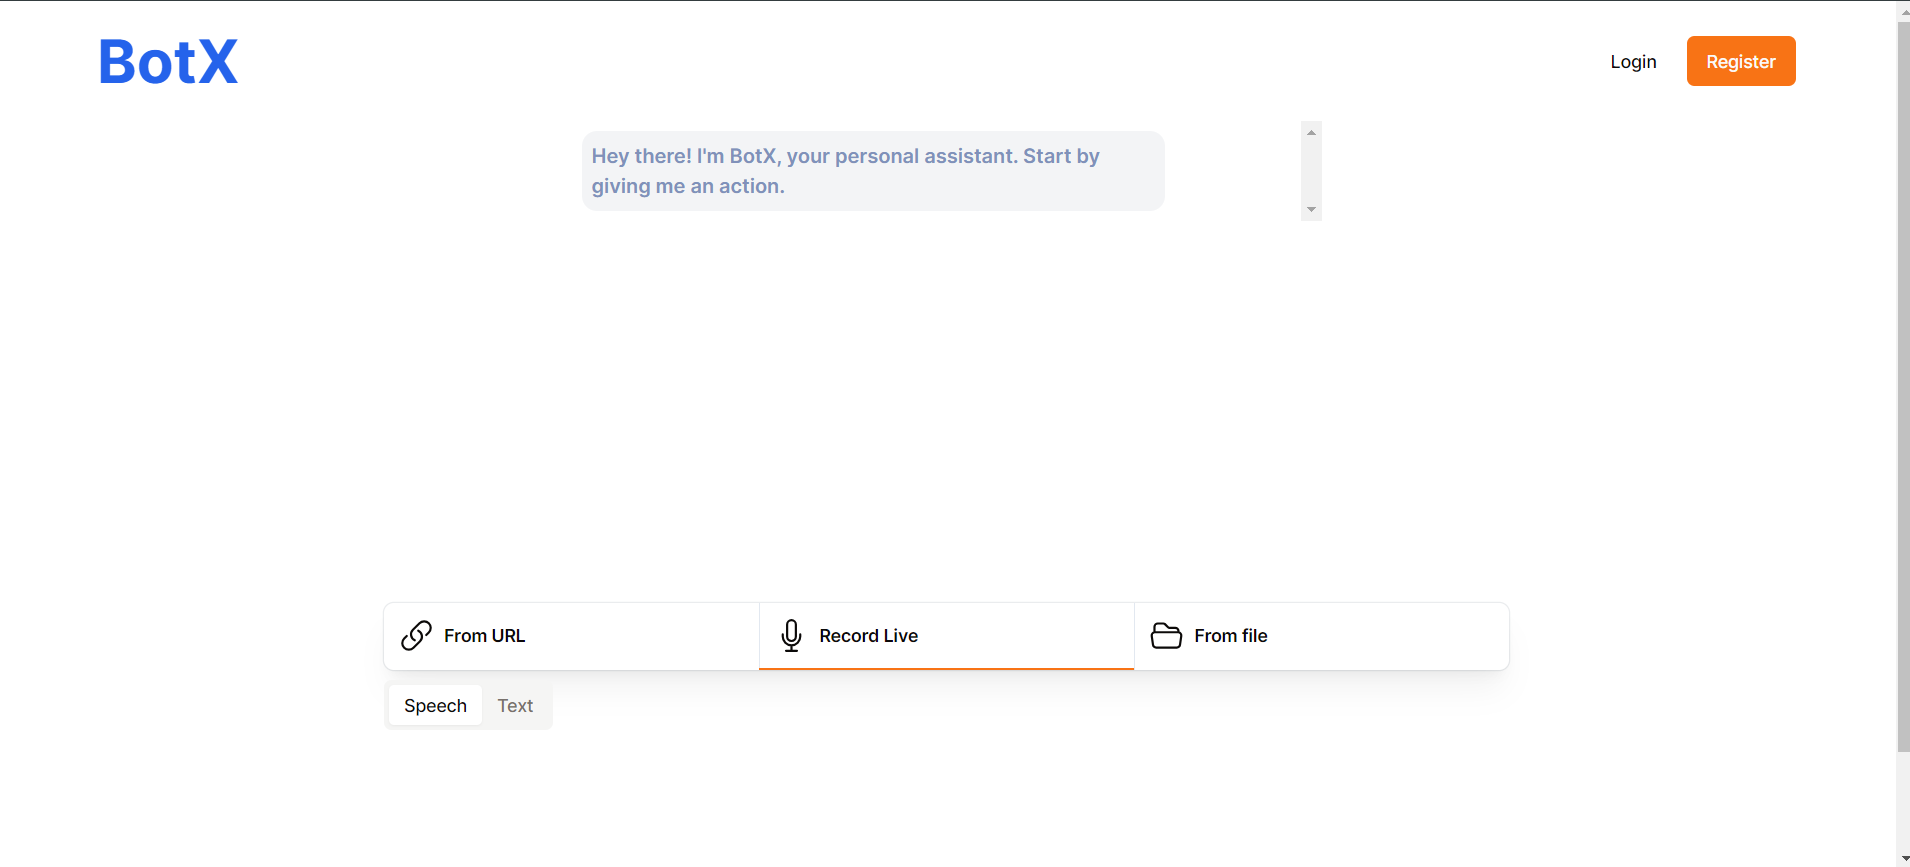 BotX
Login
Register
Hey there! I'm BotX, your personal assistant. Start by
giving me an action.
From URL
Record Live
From file
Speech
Text